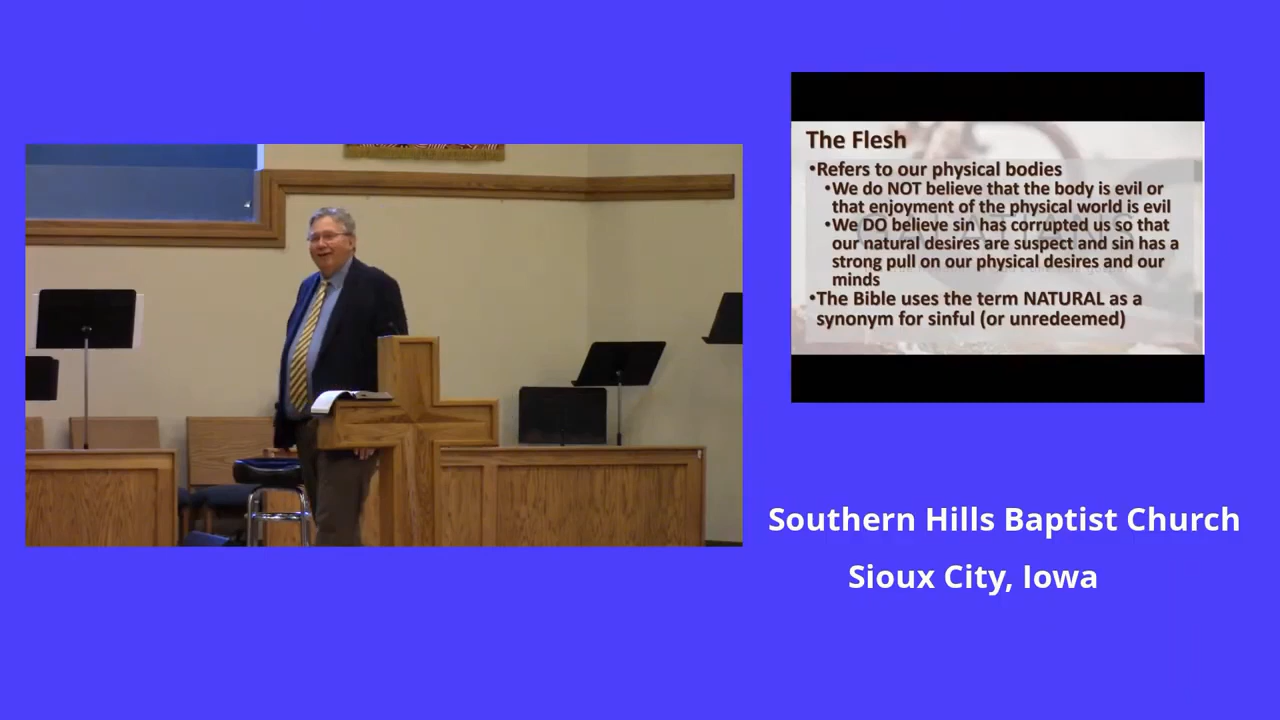 The Flesh
•Refers to our physical bodies
•We do NOT believe that the body is evil or
that enjoyment of the physical world is evil
•We DO believe sin has corrupted us so that
our natural desires are suspect and sin has a
strong pull on our physical desires and our
minds
•The Bible uses the term NATURAL as a
synonym for sinful (or unredeemed)
Southern Hills Baptist Church
Sioux City, Iowa